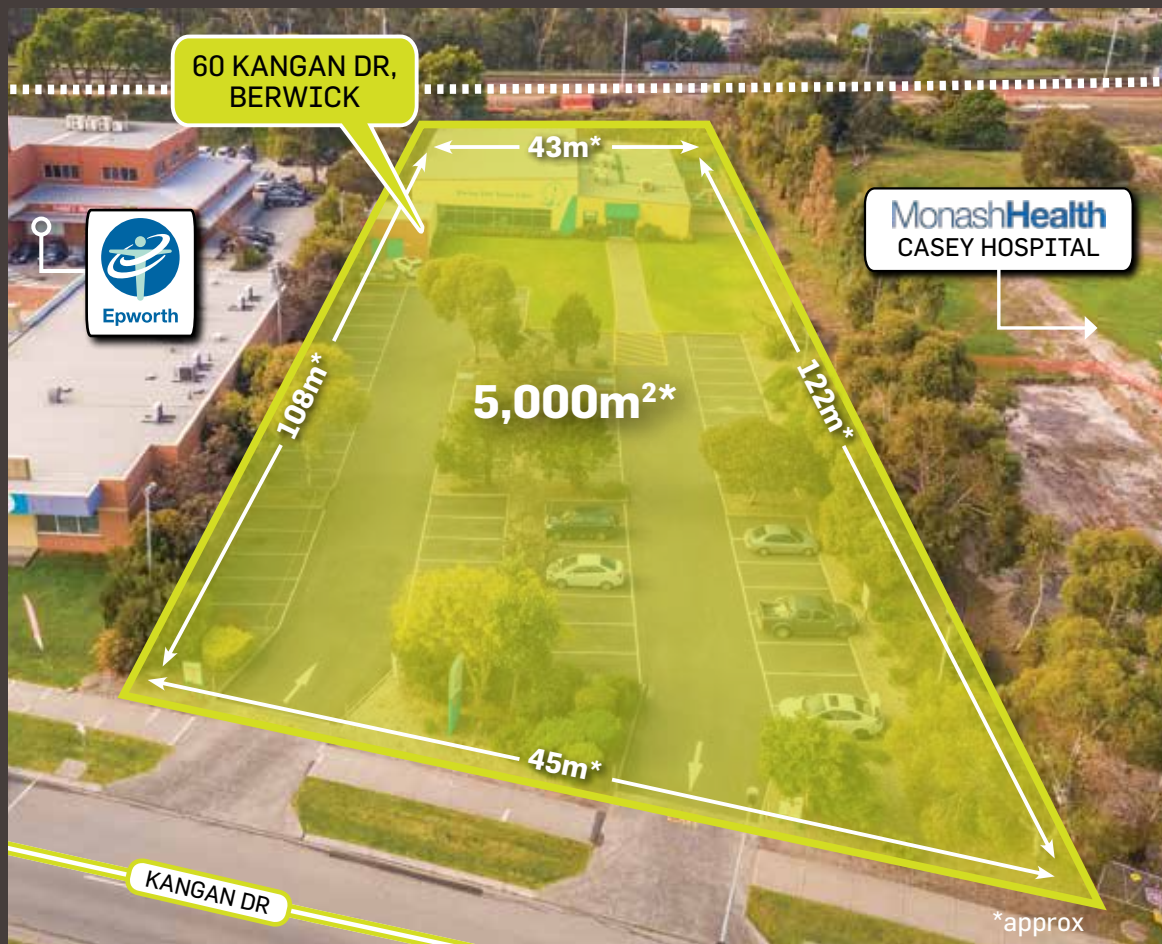 60 KANGAN DR,
BERWICK
43m*
MonashHealth
CASEY HOSPITAL
Epworth
108m*
122m*
5,000m²*
45m*
KANGAN DR
*approx